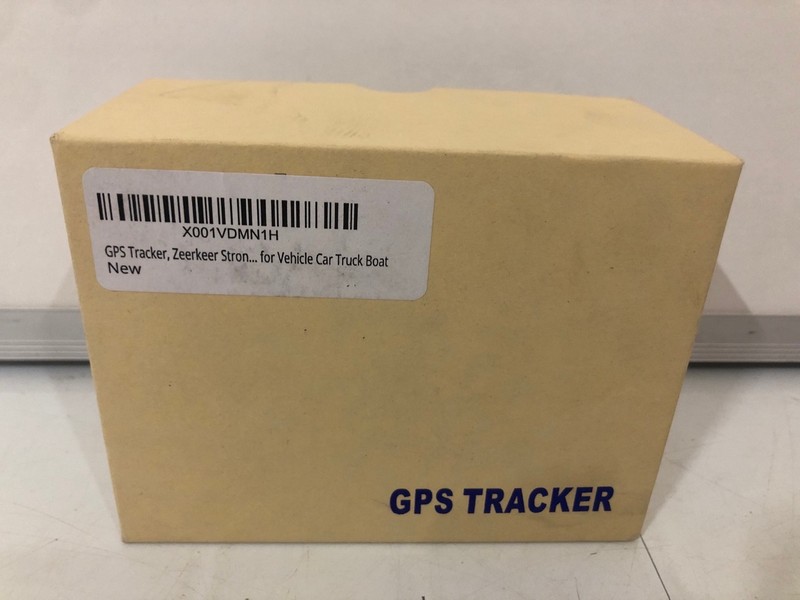 X001VDMN1H
GPS Tracker, Zeerkeer Stron... for Vehicle Car Truck Boat
New
GPS TRACKER